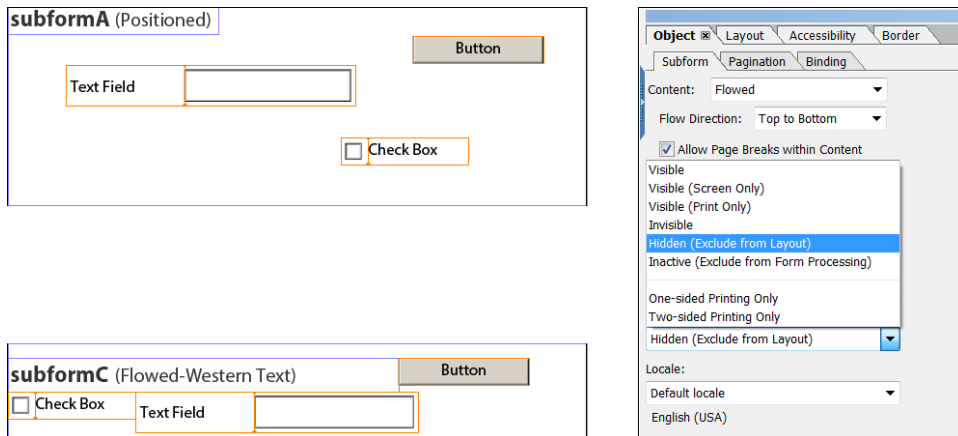 subformA (Positioned)
Button
Text Field
Check Box
subformC (Flowed-Western Text)
Button
Check Box
Text Field
Object Layout Accessibility Border
Subform Pagination Binding
Content: Flowed
Flow Direction: Top to Bottom
Allow Page Breaks within Content
Visible
Visible (Screen Only)
Visible (Print Only)
Invisible
Hidden (Exclude from Layout)
Inactive (Exclude from Form Processing)
One-sided Printing Only
Two-sided Printing Only
Hidden (Exclude from Layout)
Locale:
Default locale
English (USA)